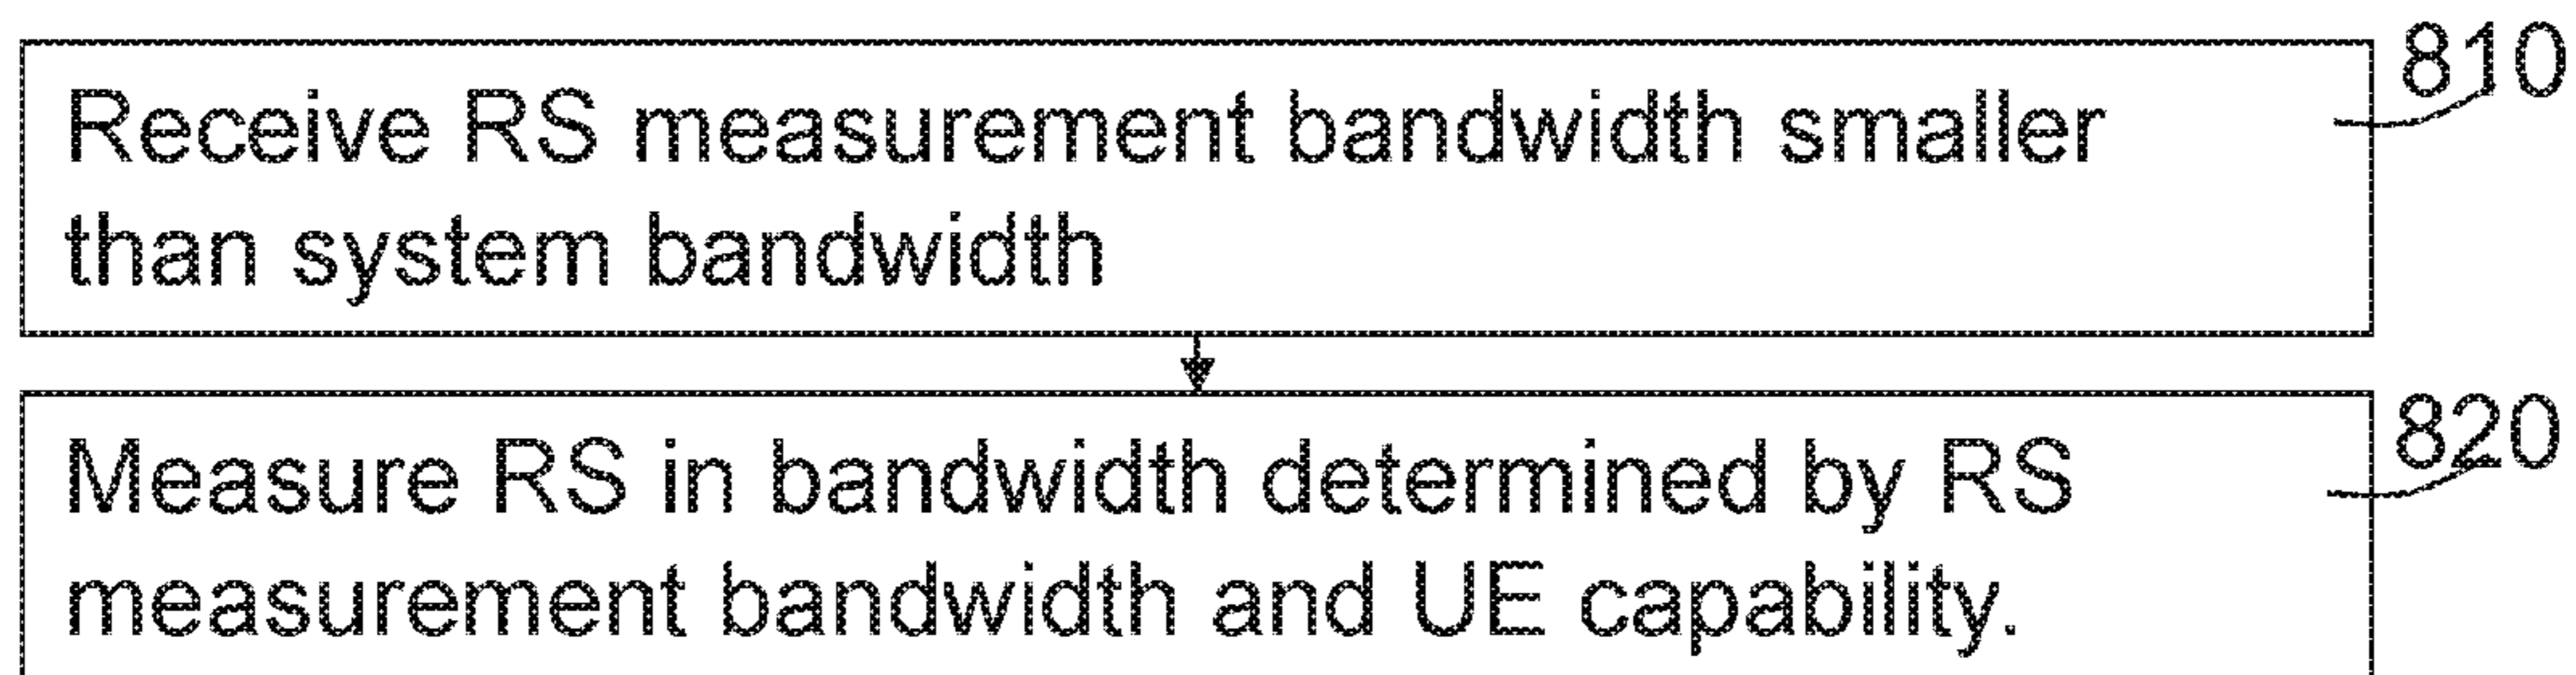 810
Receive RS measurement bandwidth smaller
than system bandwidth
820
Measure RS in bandwidth determined by RS
measurement bandwidth and UE capability.